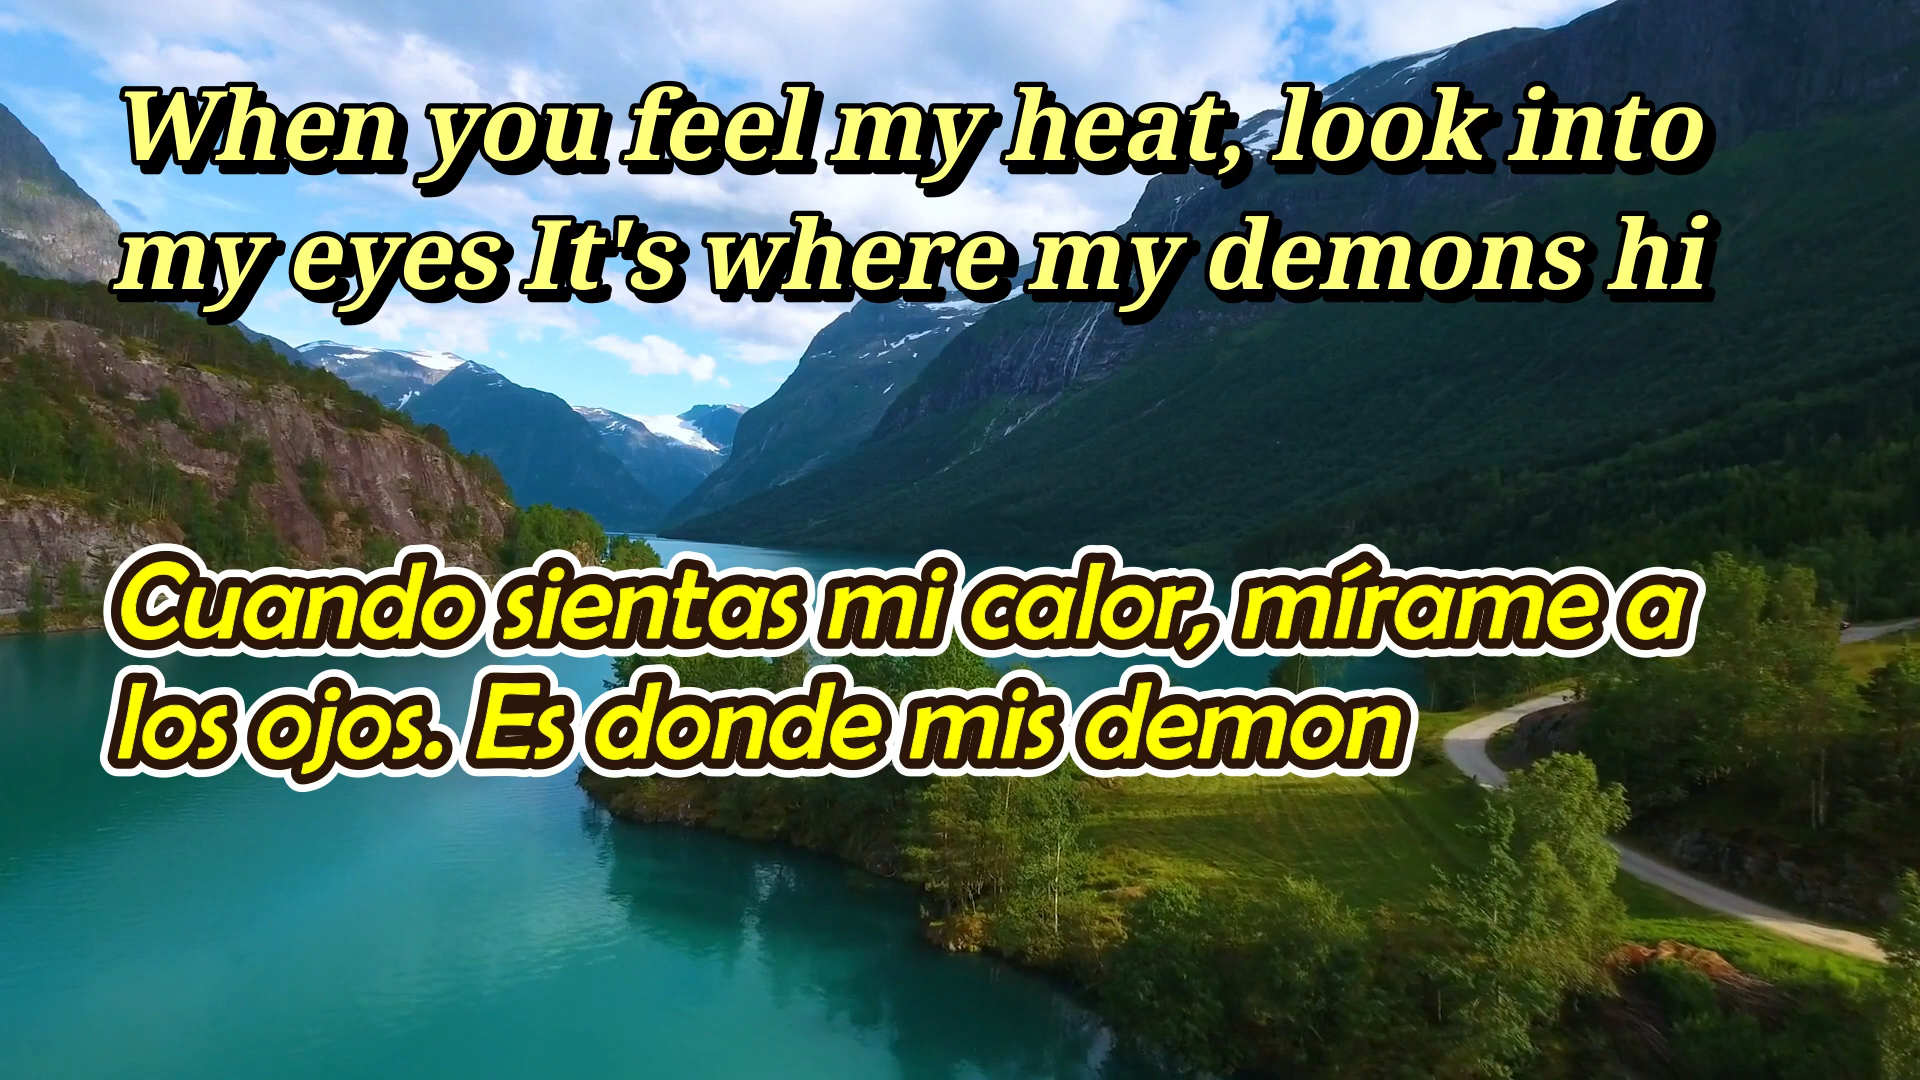 When you feel my heat, look into
my eyes It's where my demons hi
Cuando sientas mi calor, mírame a
los ojos. Es donde mis demon